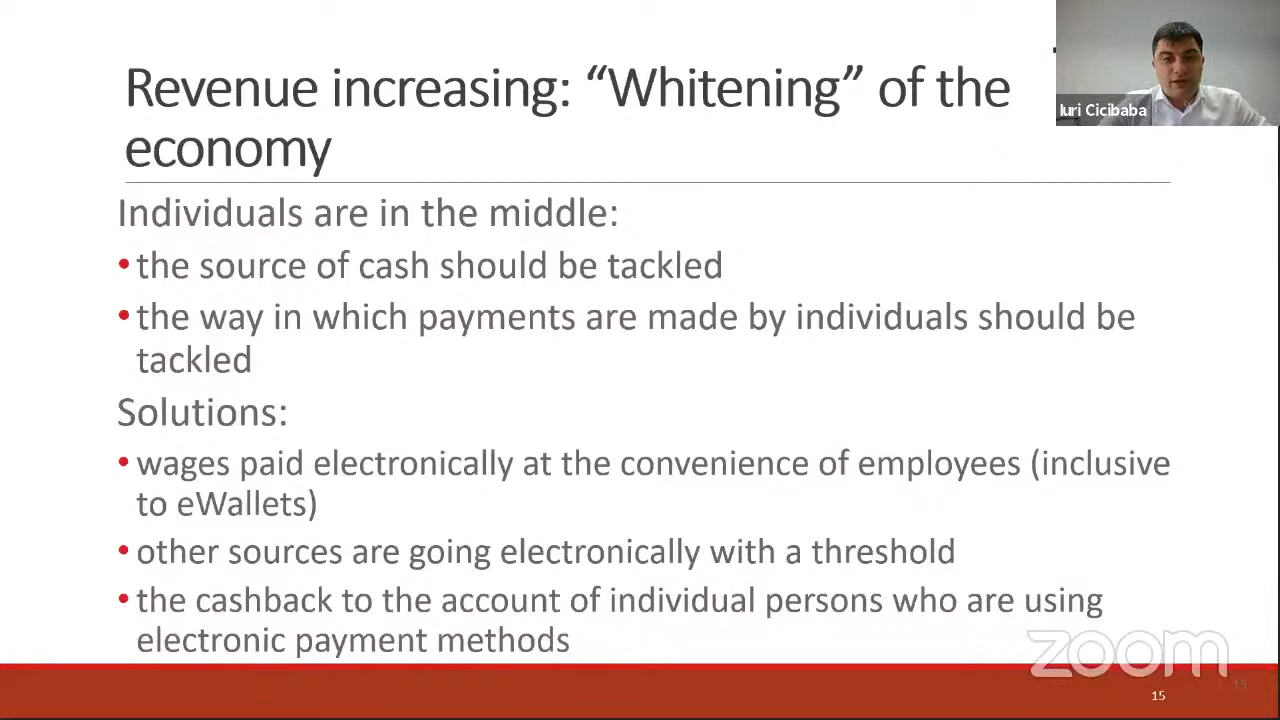 Revenue increasing: “Whitening” of the
economy
Iuri Cicibaba
Individuals are in the middle:
•the source of cash should be tackled
•the way in which payments are made by individuals should be
tackled
Solutions:
•wages paid electronically at the convenience of employees (inclusive
to eWallets)
•other sources are going electronically with a threshold
•the cashback to the account of individual persons who are using
electronic payment methods
zoom
15
15